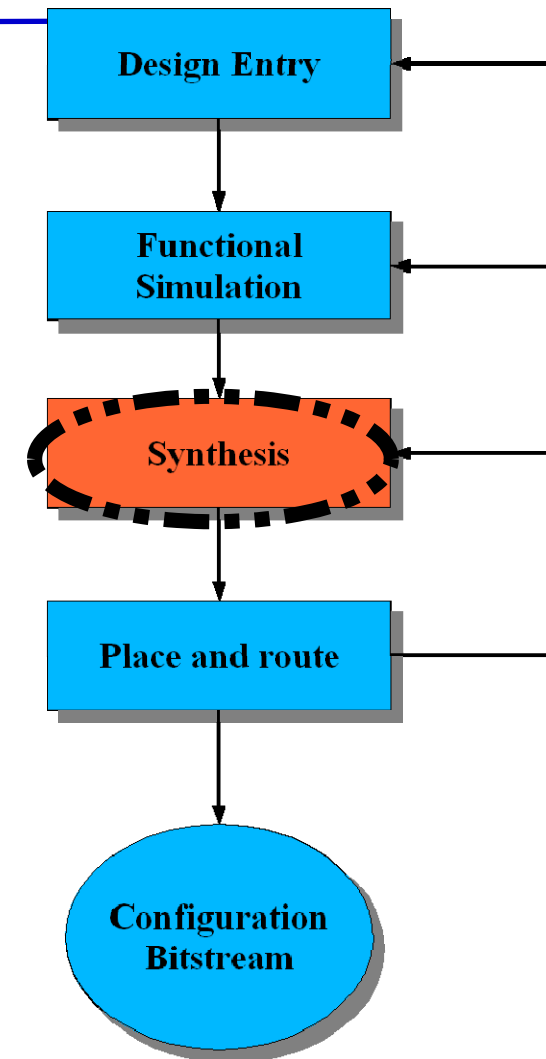 Design Entry
Functional
Simulation
Synthesis
Place and route
Configuration
Bitstream